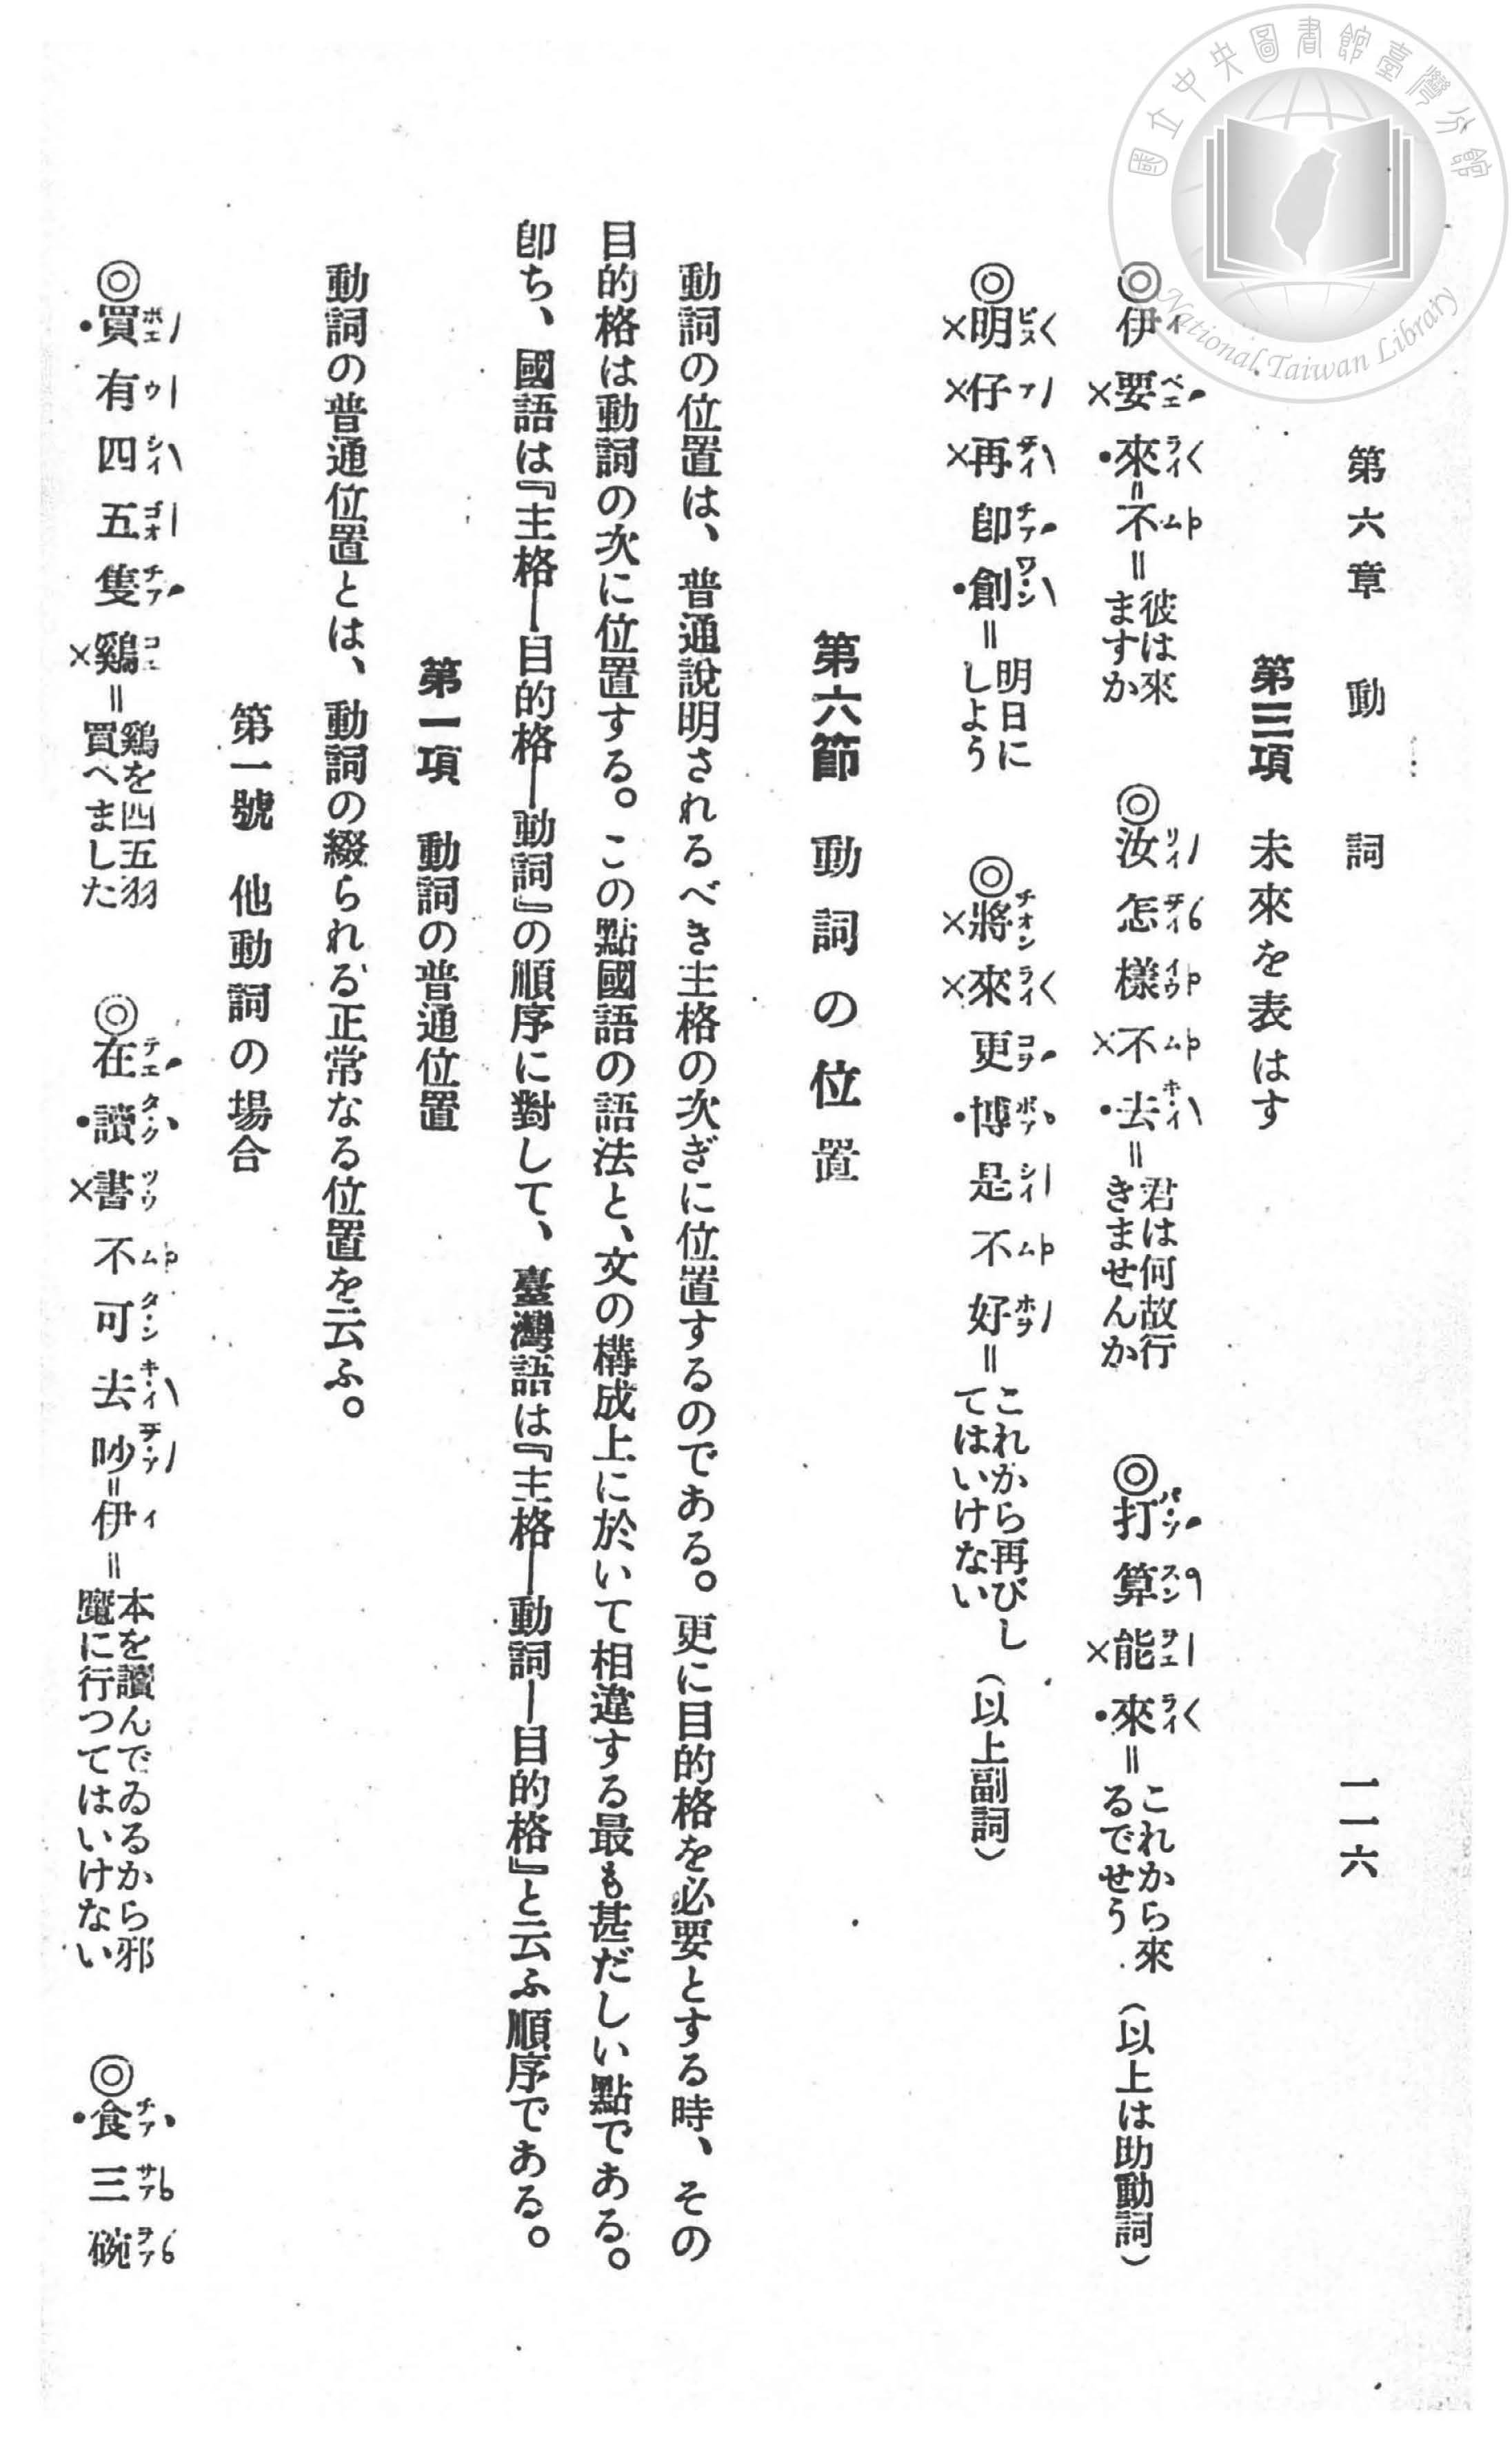 國立中央圖書館臺灣分館
National Taiwan Library
第六章 動詞
一一六
第三項 未來を表はす
◎伊要來=不=彼は來ますか ◎汝怎樣不去=君は何故行きませんか ◎打算能來=これから來るでせう (以上は助動詞)
◎明仔再卽創=明日にしよう ◎將來更博是不好=これから再びしてはいけない (以上副詞)
第六節 動詞の位置
動詞の位置は、普通說明されるべき主格の次ぎに位置するのである。更に目的格を必要とする時、その
目的格は動詞の次に位置する。この點國語の語法と、文の構成上に於いて相違する最も甚だしい點である。
卽ち、國語は『主格―目的格―動詞』の順序に對して、臺灣語は『主格―動詞―目的格』と云ふ順序である。
第一項 動詞の普通位置
動詞の普通位置とは、動詞の綴られる正常なる位置を云ふ。
第一號 他動詞の場合
◎買有四五隻鷄=鷄を四五羽買へました ◎在讀書不可去吵=伊=本を讀んでゐるから邪魔に行つてはいけない ◎食三碗